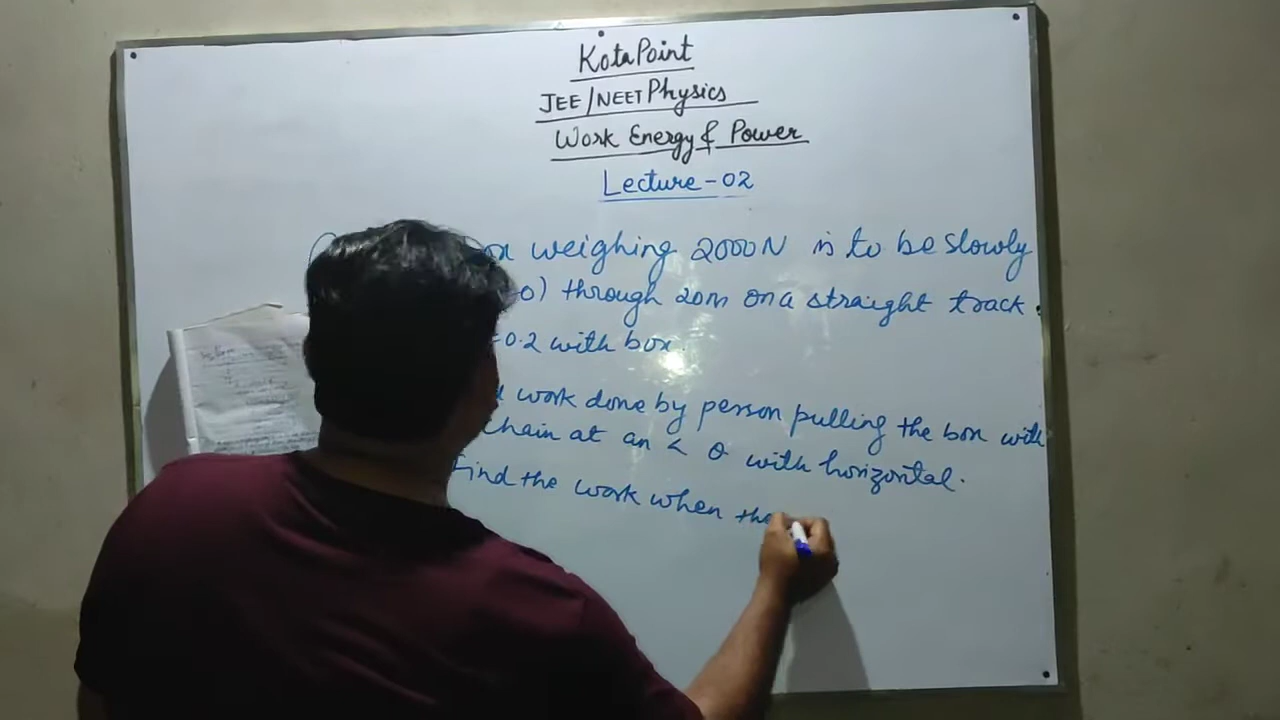 KotaPoint
JEE/NEET Physics
Work Energy & Power
Lecture-02
weighing 2000N is to be slowly
0) through 20m on a straight track
0.2 with box.
work done by person pulling the box with
chain at an < θ with horizontal.
Find the work when the